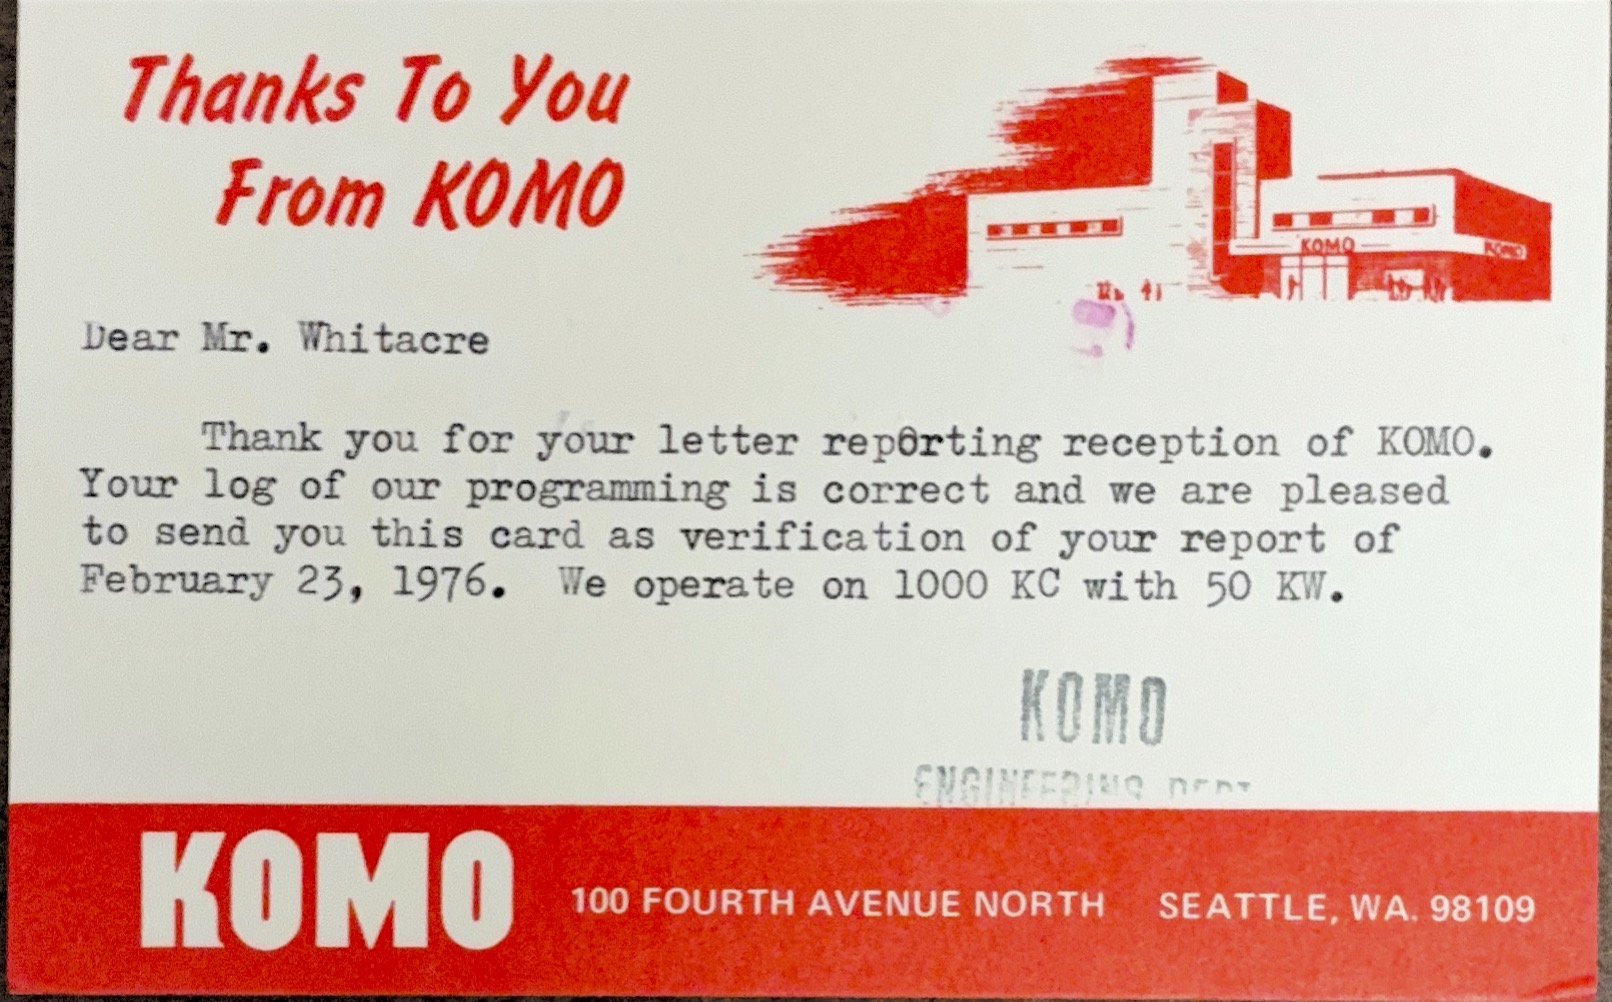 Thanks To You
From KOMO
KOMO
KOMO
Dear Mr. Whitacre
Thank you for your letter reporting reception of KOMO.
Your log of our programming is correct and we are pleased
to send you this card as verification of your report of
February 23, 1976. We operate on 1000 KC with 50 KW.
KOMO
ENGINEERING DEPT
KOMO 100 FOURTH AVENUE NORTH SEATTLE, WA. 98109